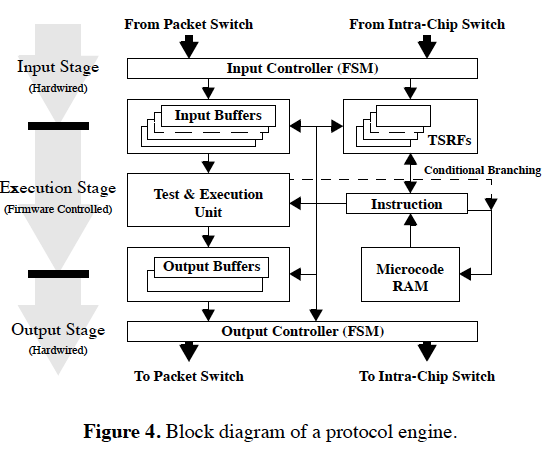 From Packet Switch
From Intra-Chip Switch
Input Stage
(Hardwired)
Input Controller (FSM)
Input Buffers
TSRFs
Conditional Branching
Execution Stage
(Firmware Controlled)
Test & Execution
Unit
Instruction
Output Buffers
Microcode
RAM
Output Stage
(Hardwired)
Output Controller (FSM)
To Packet Switch
To Intra-Chip Switch
Figure 4. Block diagram of a protocol engine.